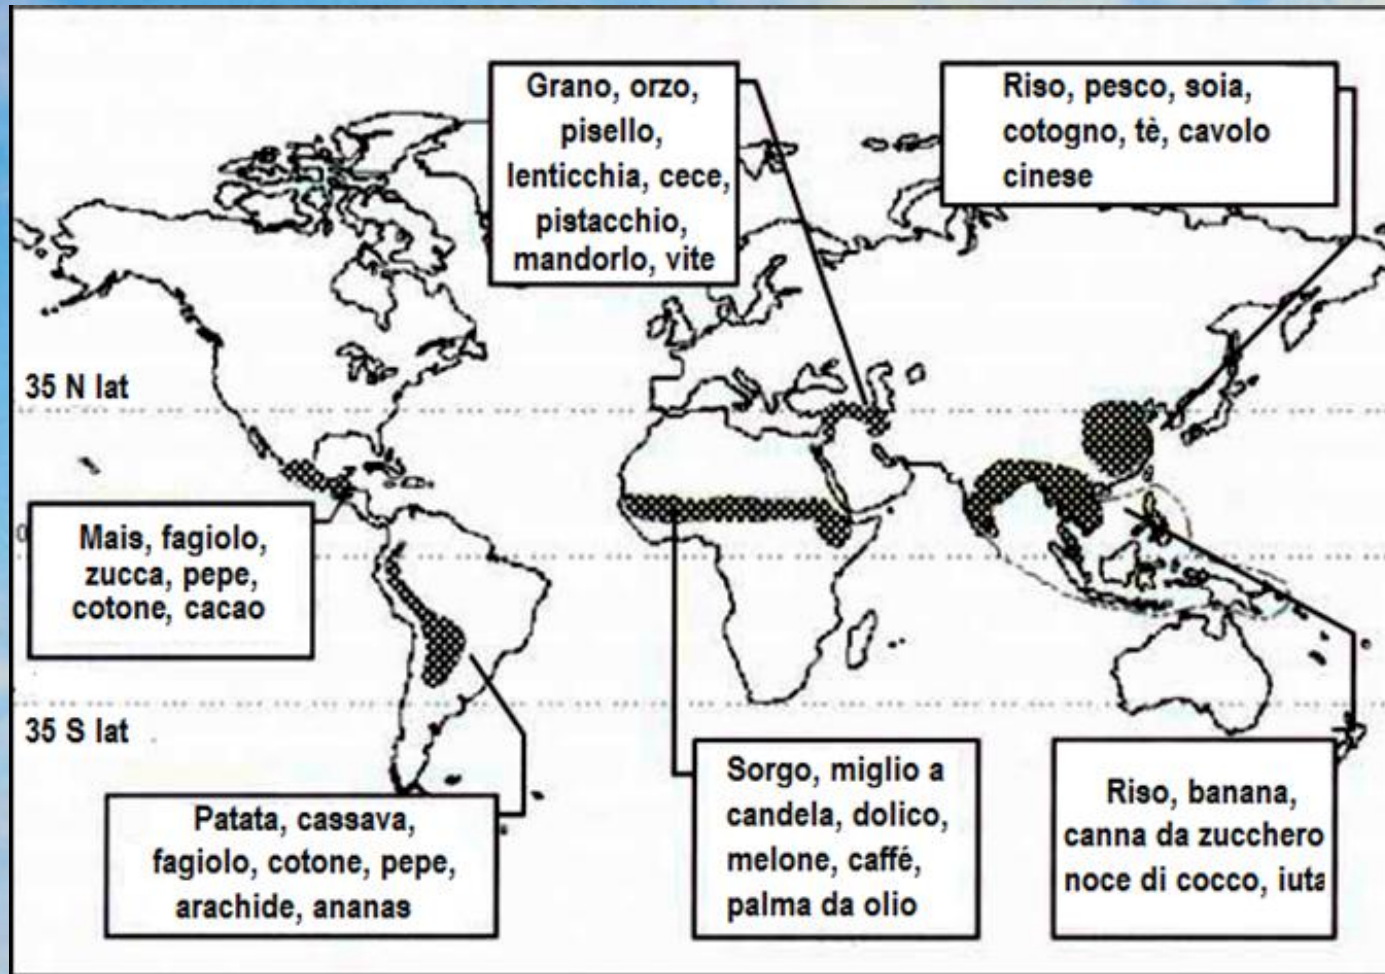 Grano, orzo,
pisello,
lenticchia, cece,
pistacchio,
mandorlo, vite
Riso, pesco, soia,
cotogno, tè, cavolo
cinese
35 N lat
0
Mais, fagiolo,
zucca, pepe,
cotone, cacao
35 S lat
Patata, cassava,
fagiolo, cotone, pepe,
arachide, ananas
Sorgo, miglio a
candela, dolico,
melone, caffé,
palma da olio
Riso, banana,
canna da zucchero
noce di cocco, iuta